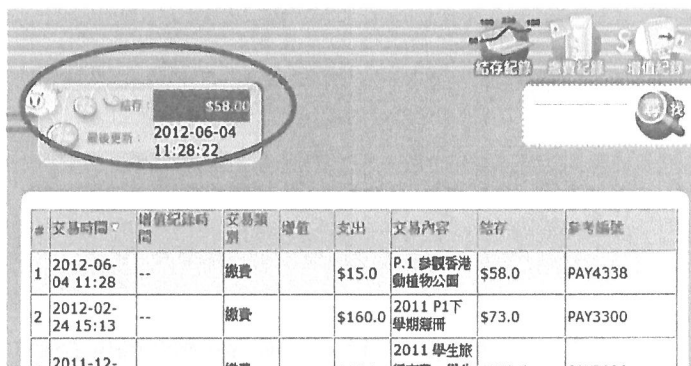 結存紀錄
繳費紀錄
增值紀錄
結存: $58.00
最後更新: 2012-06-04
11:28:22
尋找
# 交易時間 增值紀錄時間 交易類別 增值 支出 交易內容 結存 參考編號
1 2012-06-04 11:28 -- 繳費 $15.0 P.1 參觀香港動植物公園 $58.0 PAY4338
2 2012-02-24 15:13 -- 繳費 $160.0 2011 P1下學期簿冊 $73.0 PAY3300
2011-12-
2011 學生旅